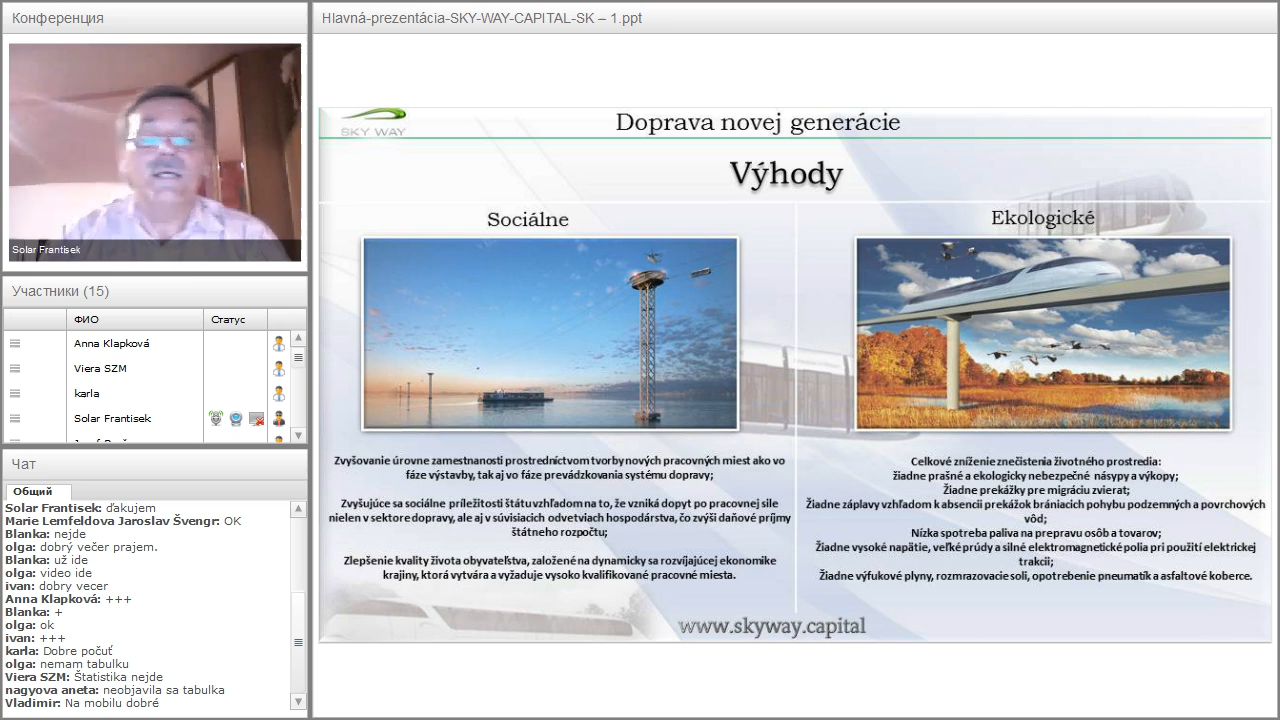 Конференция
Solar Frantisek
Участники (15)
ФИО
Статус
Anna Klapková
Viera SZM
karla
Solar Frantisek
Чат
Общий
Solar Frantisek: ďakujem
Marie Lemfeldova Jaroslav Švengr: OK
Blanka: nejde
olga: dobrý večer prajem.
Blanka: už ide
olga: video ide
ivan: dobry vecer
Anna Klapková: +++
Blanka: +
olga: ok
ivan: +++
karla: Dobre počuť
olga: nemam tabulku
Viera SZM: Štatistika nejde
nagyova aneta: neobjavila sa tabulka
Vladimir: Na mobilu dobré
Hlavná-prezentácia-SKY-WAY-CAPITAL-SK – 1.ppt
SKY WAY
Doprava novej generácie
Výhody
Sociálne
Zvyšovanie úrovne zamestnanosti prostredníctvom tvorby nových pracovných miest ako vo
fáze výstavby, tak aj vo fáze prevádzkovania systému dopravy;
Zvyšujúce sa sociálne príležitosti štátu vzhľadom na to, že vzniká dopyt po pracovnej sile
nielen v sektore dopravy, ale aj v súvisiacich odvetviach hospodárstva, čo zvýši daňové príjmy
štátneho rozpočtu;
Zlepšenie kvality života obyvateľstva, založené na dynamicky sa rozvíjajúcej ekonomike
krajiny, ktorá vytvára a vyžaduje vysoko kvalifikované pracovné miesta.
Ekologické
Celkové zníženie znečistenia životného prostredia:
žiadne prašné a ekologicky nebezpečné násypy a výkopy;
Žiadne prekážky pre migráciu zvierat;
Žiadne záplavy vzhľadom k absencii prekážok brániacich pohybu podzemných a povrchových
vôd;
Nízka spotreba paliva na prepravu osôb a tovarov;
Žiadne vysoké napätie, veľké prúdy a silné elektromagnetické polia pri použití elektrickej
trakcii;
Žiadne výfukové plyny, rozmrazovacie soli, opotrebenie pneumatík a asfaltové koberce.
www.skyway.capital